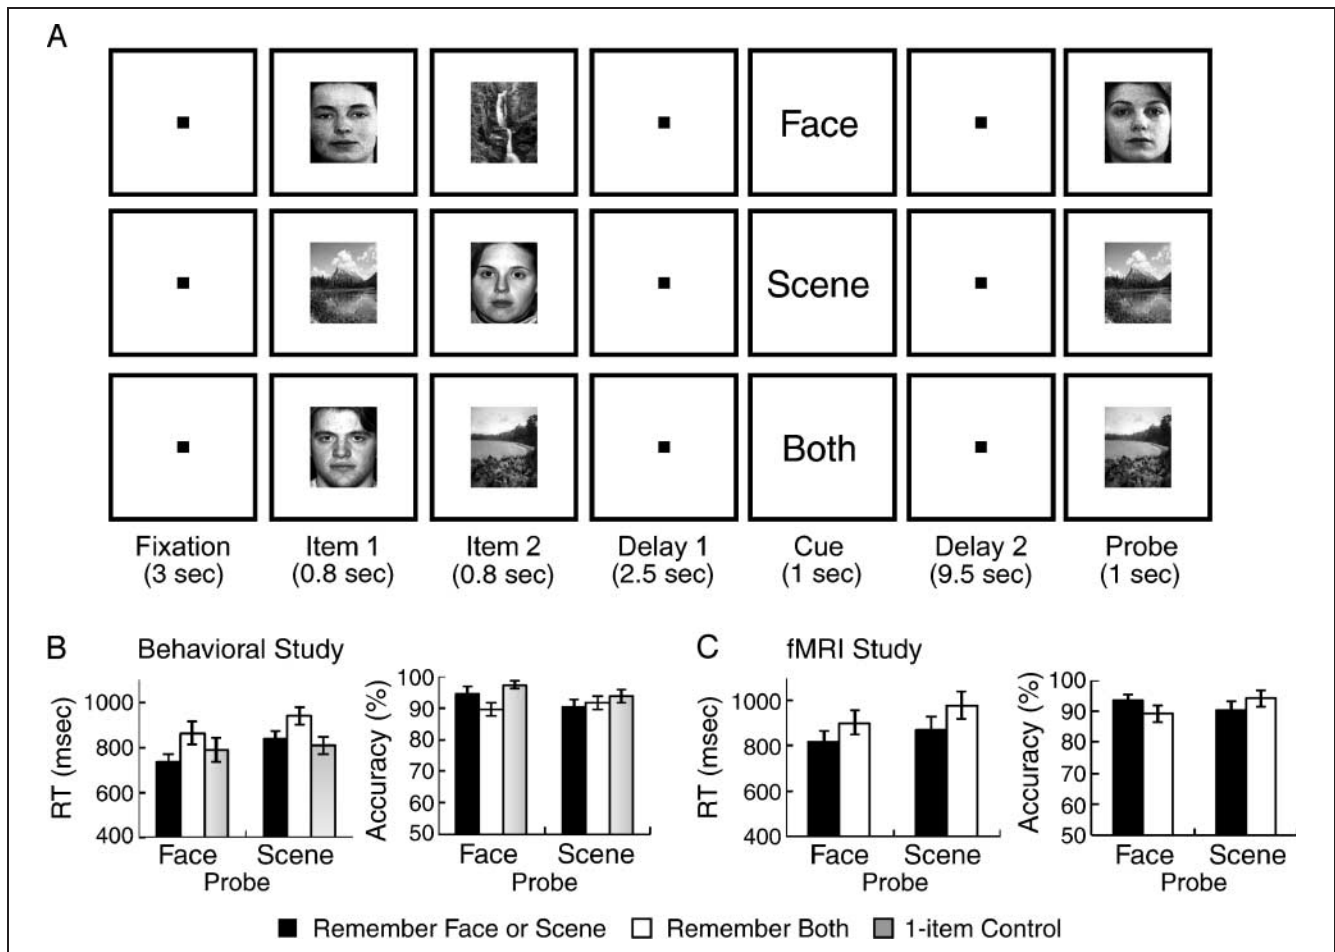 A
Face
Scene
Both
Fixation
(3 sec)
Item 1
(0.8 sec)
Item 2
(0.8 sec)
Delay 1
(2.5 sec)
Cue
(1 sec)
Delay 2
(9.5 sec)
Probe
(1 sec)
B Behavioral Study
RT (msec)
1000
800
600
400
Face Scene
Probe
Accuracy (%)
100
90
80
70
90
60
50
Face Scene
Probe
C fMRI Study
RT (msec)
1000
800
600
400
Face Scene
Probe
Accuracy (%)
100
90
80
70
60
50
Face Scene
Probe
Remember Face or Scene Remember Both 1-item Control